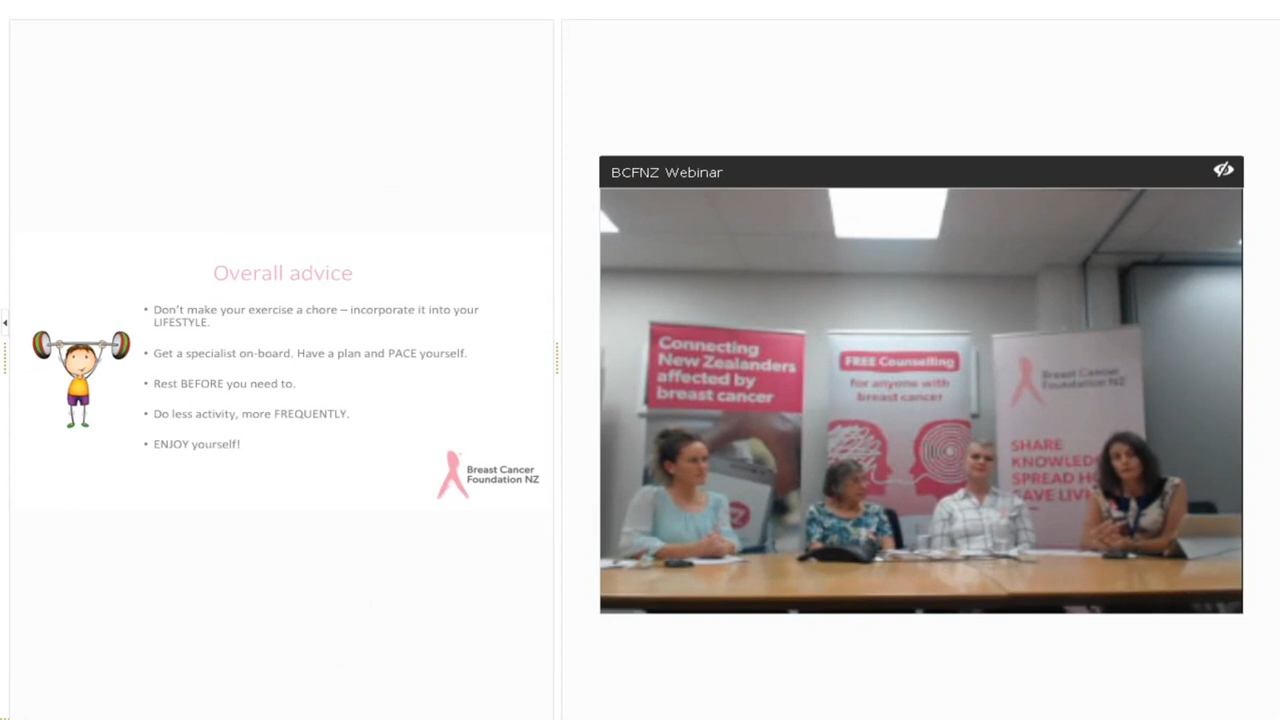 Overall advice
• Don't make your exercise a chore – incorporate it into your
LIFESTYLE.
• Get a specialist on-board. Have a plan and PACE yourself.
• Rest BEFORE you need to.
• Do less activity, more FREQUENTLY.
• ENJOY yourself!
Breast Cancer
Foundation NZ
BCFNZ Webinar
Connecting
New Zealanders
affected by
breast cancer
FREE Counselling
for anyone with
breast cancer
Breast Cancer
Foundation NZ
SHARE
KNOWLED
SPREAD HO
SAVE LIV